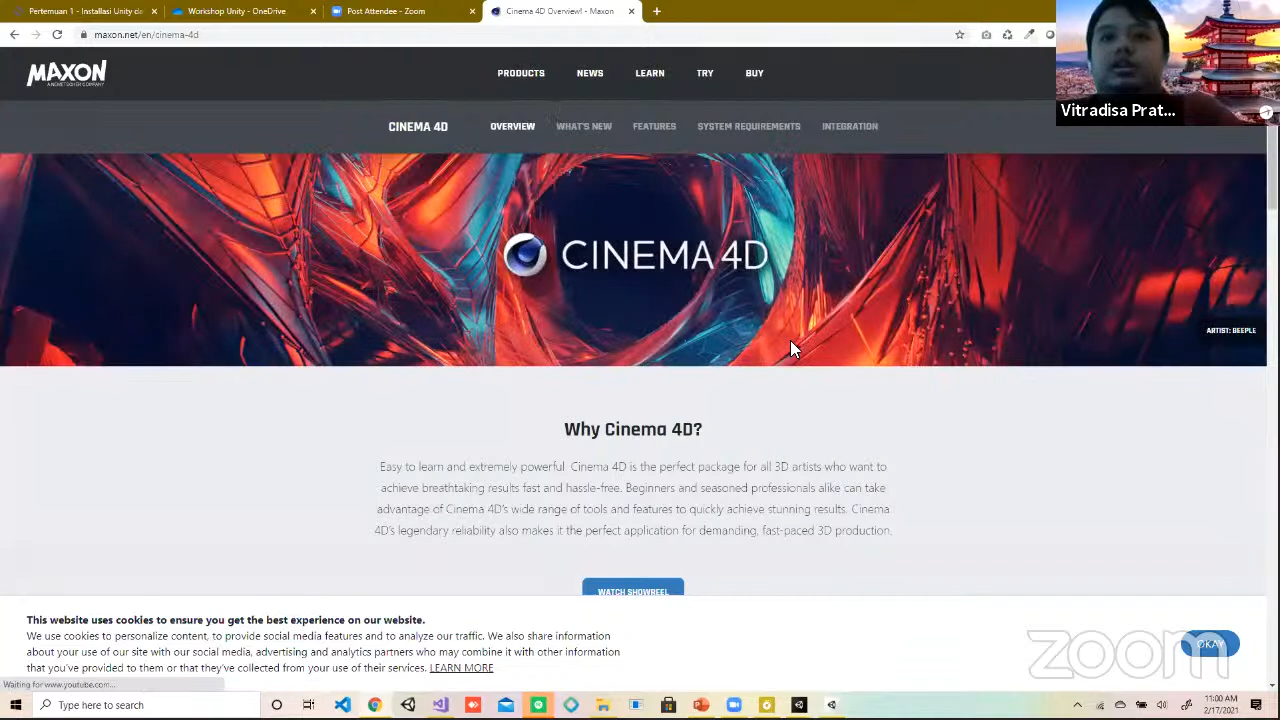 Pertemuan 1 - Installasi Unity da
Workshop Unity - OneDrive
Post Attendee - Zoom
Cinema 4D Overview! - Maxon
maxon.net/en/cinema-4d
Vitradisa Prat...
MAXON
A NEMETSCHEK COMPANY
PRODUCTS
NEWS
LEARN
TRY
BUY
CINEMA 4D
OVERVIEW
WHAT'S NEW
FEATURES
SYSTEM REQUIREMENTS
INTEGRATION
CINEMA 4D
ARTIST: BEEPLE
Why Cinema 4D?
Easy to learn and extremely powerful: Cinema 4D is the perfect package for all 3D artists who want to
achieve breathtaking results fast and hassle-free. Beginners and seasoned professionals alike can take
advantage of Cinema 4D's wide range of tools and features to quickly achieve stunning results. Cinema
4D's legendary reliability also makes it the perfect application for demanding, fast-paced 3D production.
WATCH SHOWREEL
This website uses cookies to ensure you get the best experience on our website.
We use cookies to personalize content, to provide social media features and to analyze our traffic. We also share information
about your use of our site with our social media, advertising and analytics partners who may combine it with other information
that you've provided to them or that they've collected from your use of their services. LEARN MORE
OKAY
zoom
Waiting for www.youtube.com...
Type here to search
11:00 AM
2/17/2021